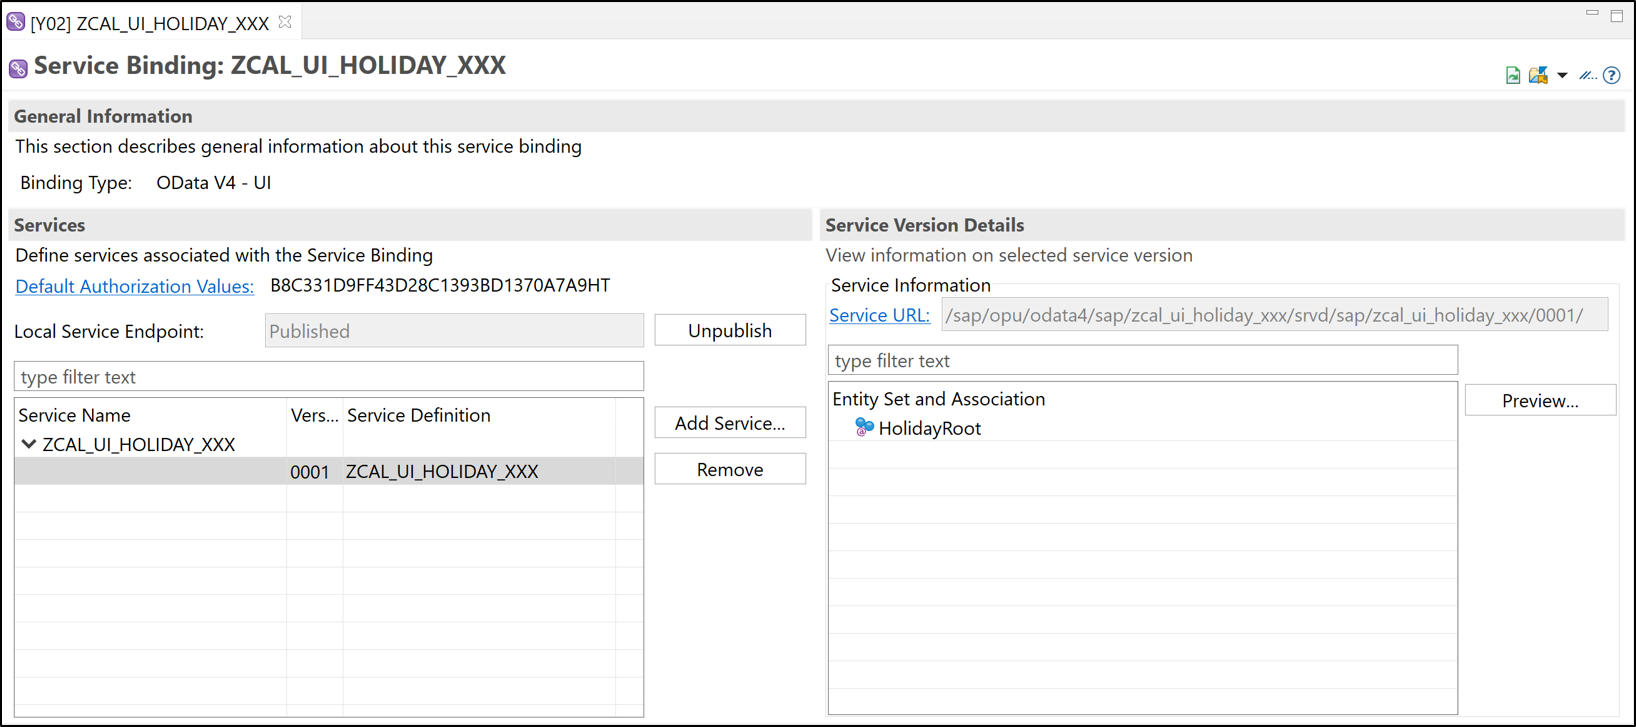 [Y02] ZCAL_UI_HOLIDAY_XXX
Service Binding: ZCAL_UI_HOLIDAY_XXX
General Information
This section describes general information about this service binding
Binding Type: OData V4 - UI
Services
Define services associated with the Service Binding
Default Authorization Values: B8C331D9FF43D28C1393BD1370A7A9HT
Local Service Endpoint: Published Unpublish
type filter text
Service Name Vers... Service Definition
Add Service...
ZCAL_UI_HOLIDAY_XXX
0001 ZCAL_UI_HOLIDAY_XXX
Remove
Service Version Details
View information on selected service version
Service Information
Service URL: /sap/opu/odata4/sap/zcal_ui_holiday_xxx/srvd/sap/zcal_ui_holiday_xxx/0001/
type filter text
Entity Set and Association
Preview...
HolidayRoot